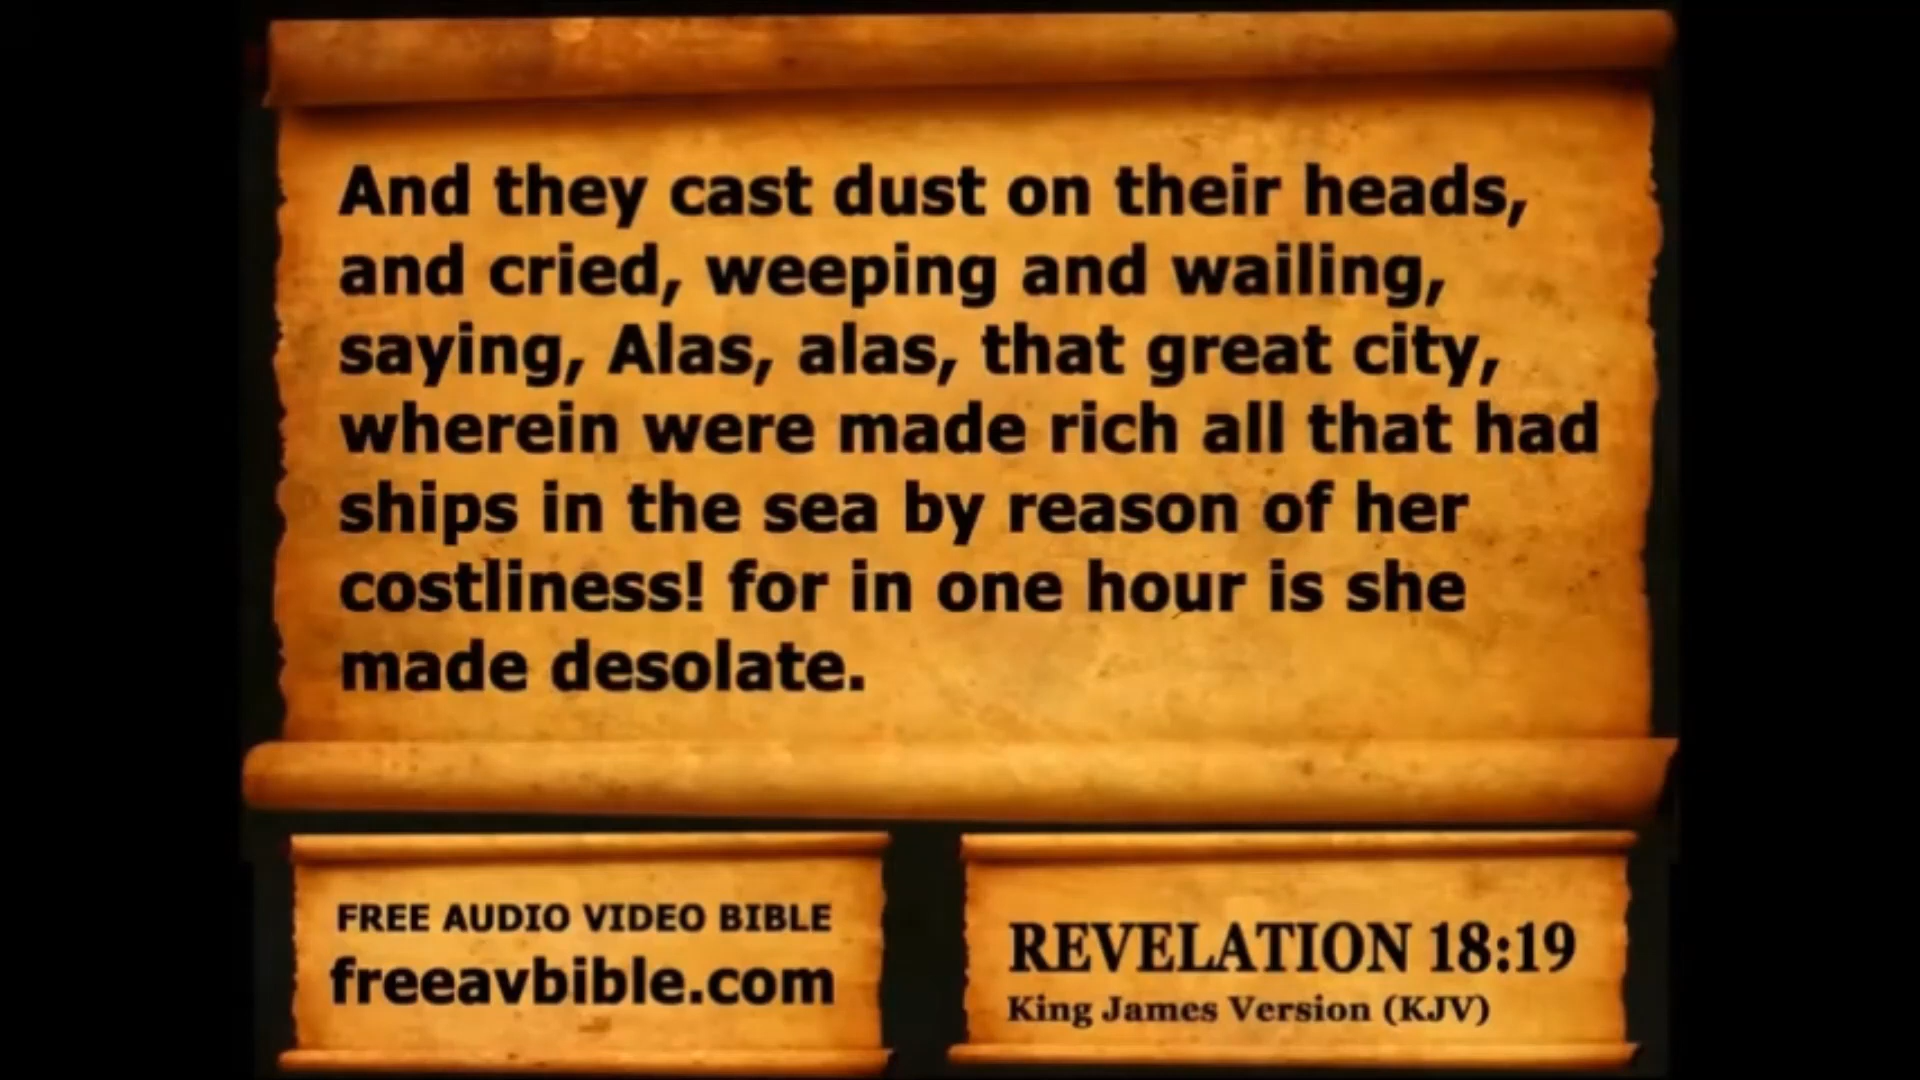 And they cast dust on their heads,
and cried, weeping and wailing,
saying, Alas, alas, that great city,
wherein were made rich all that had
ships in the sea by reason of her
costliness! for in one hour is she
made desolate.
FREE AUDIO VIDEO BIBLE
freeavbible.com
REVELATION 18:19
King James Version (KJV)